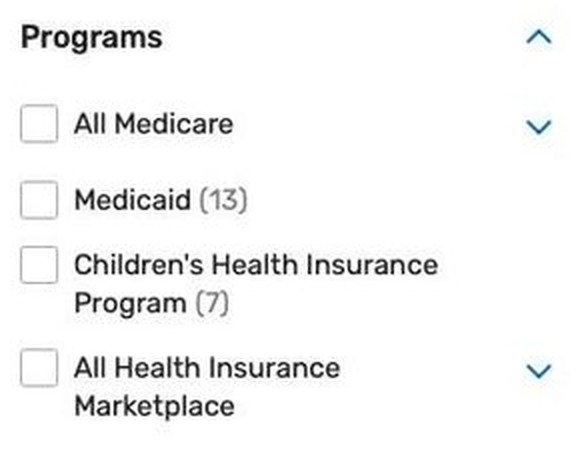 Programs
All Medicare
Medicaid (13)
Children's Health Insurance
Program (7)
All Health Insurance
Marketplace